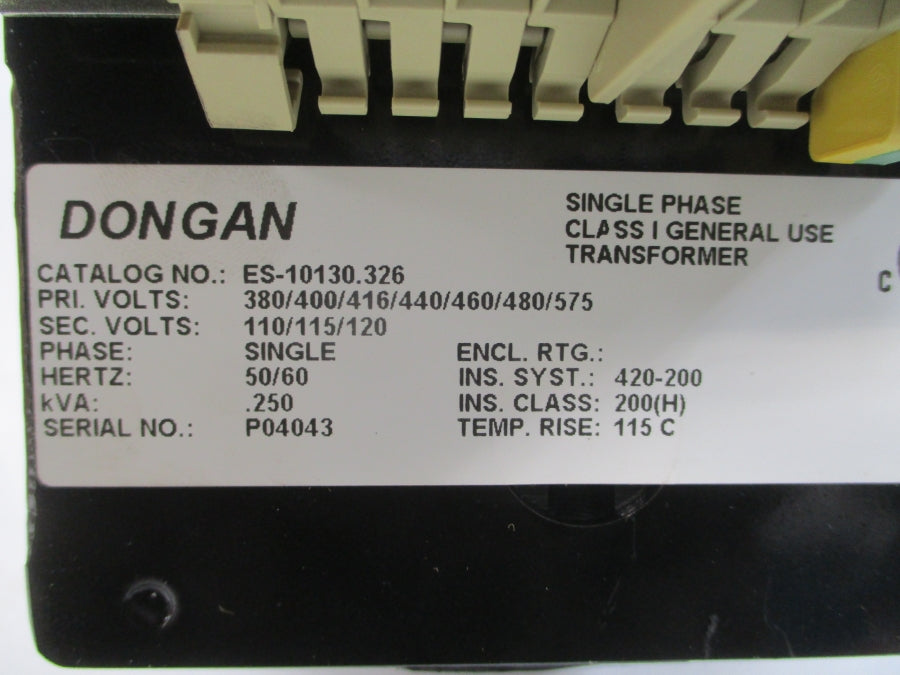 DONGAN
SINGLE PHASE
CLASS I GENERAL USE
TRANSFORMER
C
CATALOG NO.: ES-10130.326
PRI. VOLTS: 380/400/416/440/460/480/575
SEC. VOLTS: 110/115/120
PHASE: SINGLE ENCL. RTG.:
HERTZ: 50/60 INS. SYST.: 420-200
kVA: .250 INS. CLASS: 200(H)
SERIAL NO.: P04043 TEMP. RISE: 115 C